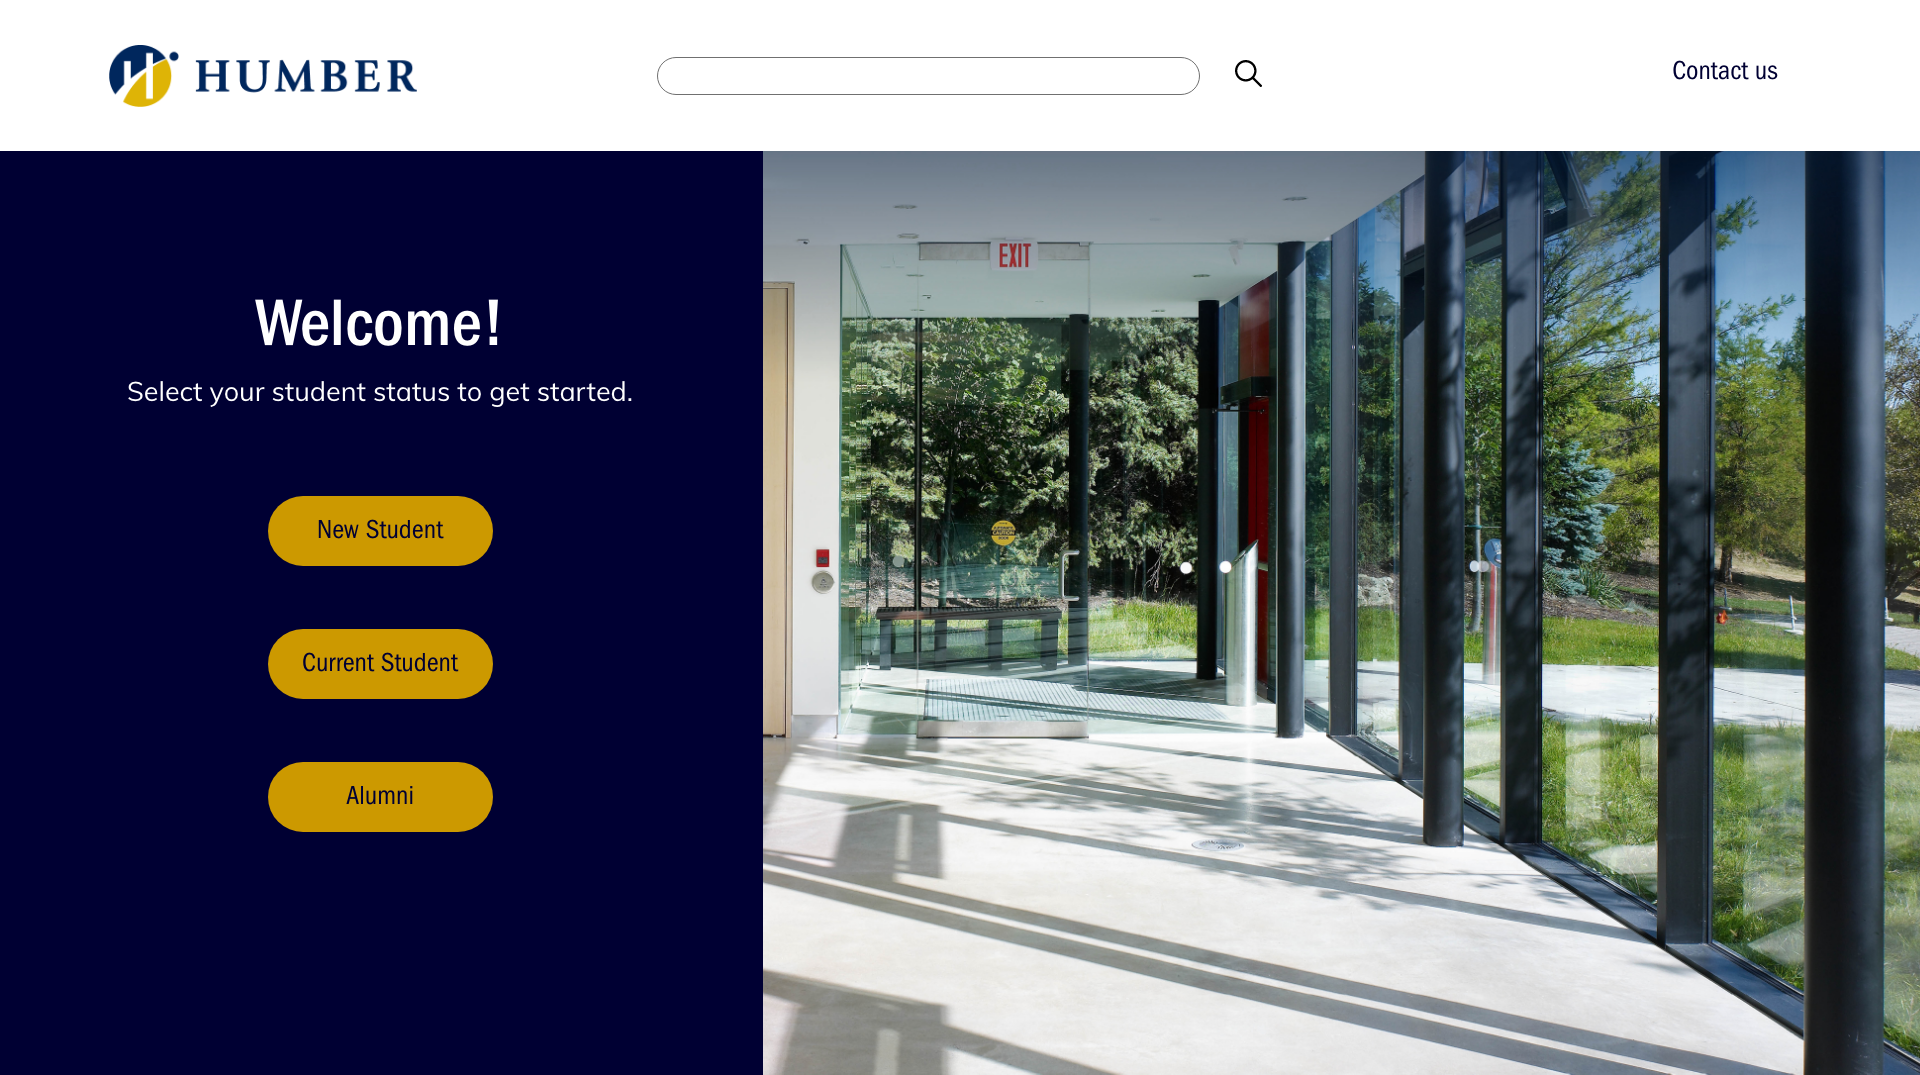 HUMBER
Contact us
Welcome!
Select your student status to get started.
New Student
Current Student
Alumni
EXIT